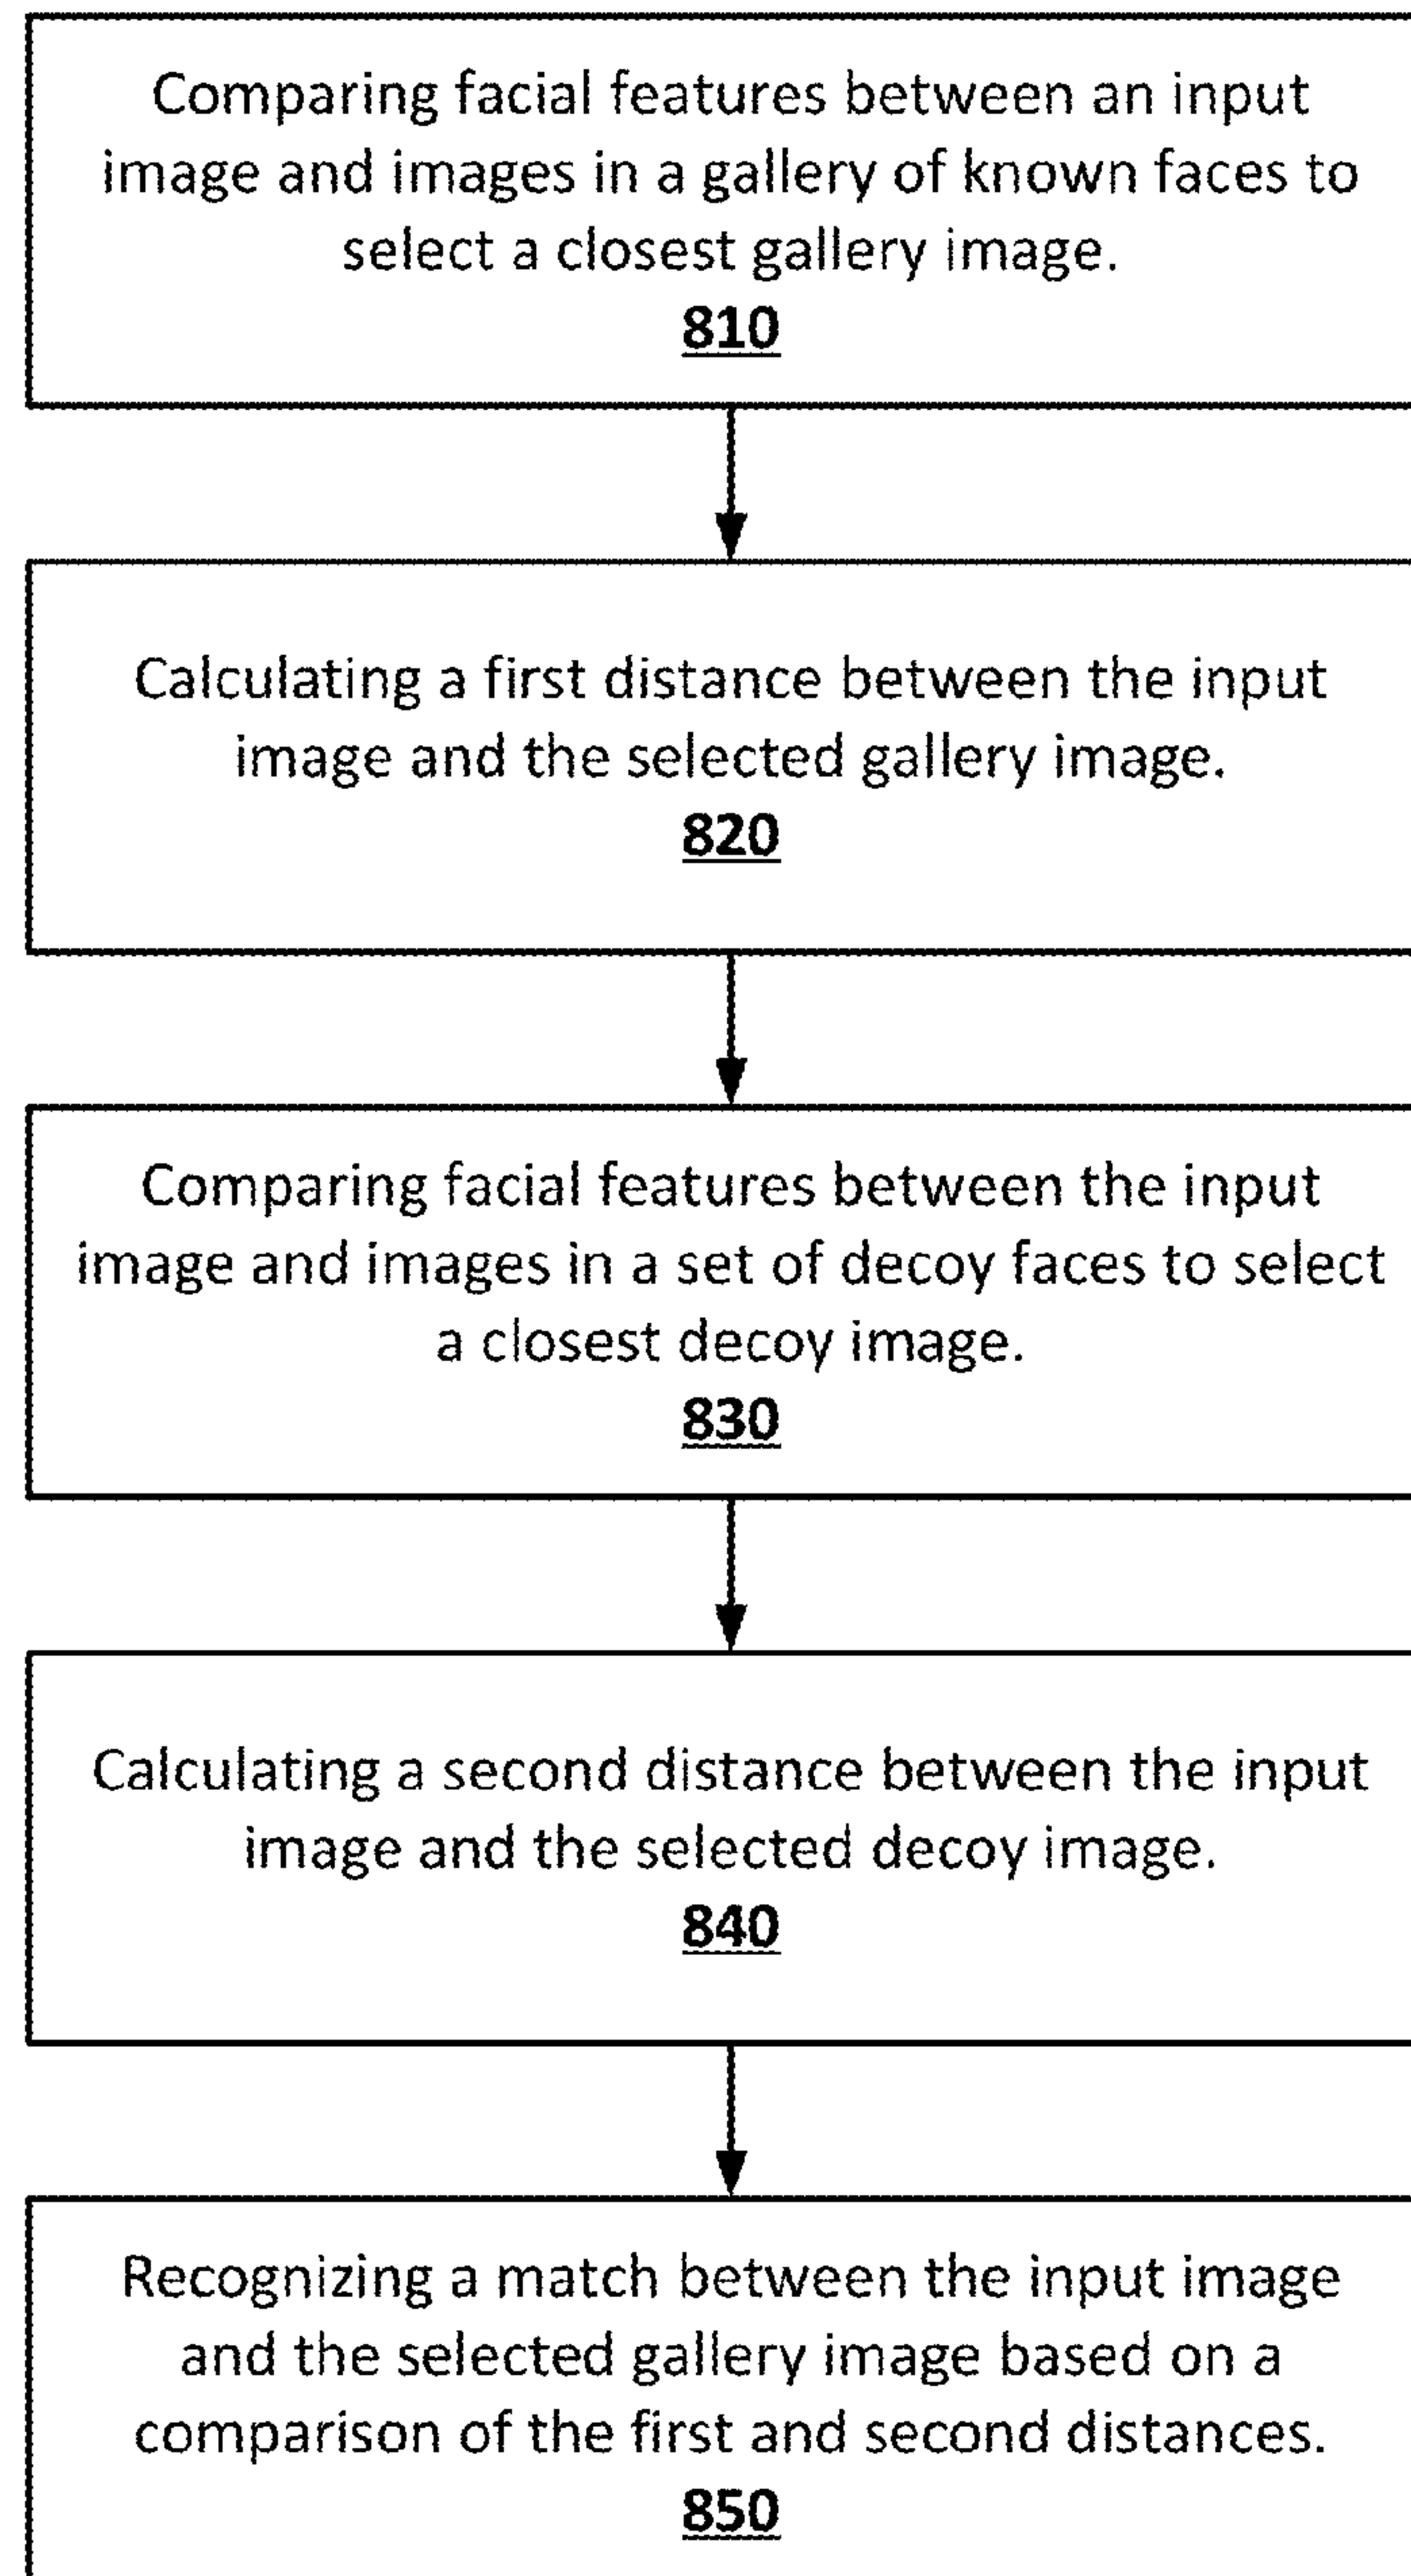 Comparing facial features between an input
image and images in a gallery of known faces to
select a closest gallery image.
810
Calculating a first distance between the input
image and the selected gallery image.
820
Comparing facial features between the input
image and images in a set of decoy faces to select
a closest decoy image.
830
Calculating a second distance between the input
image and the selected decoy image.
840
Recognizing a match between the input image
and the selected gallery image based on a
comparison of the first and second distances.
850